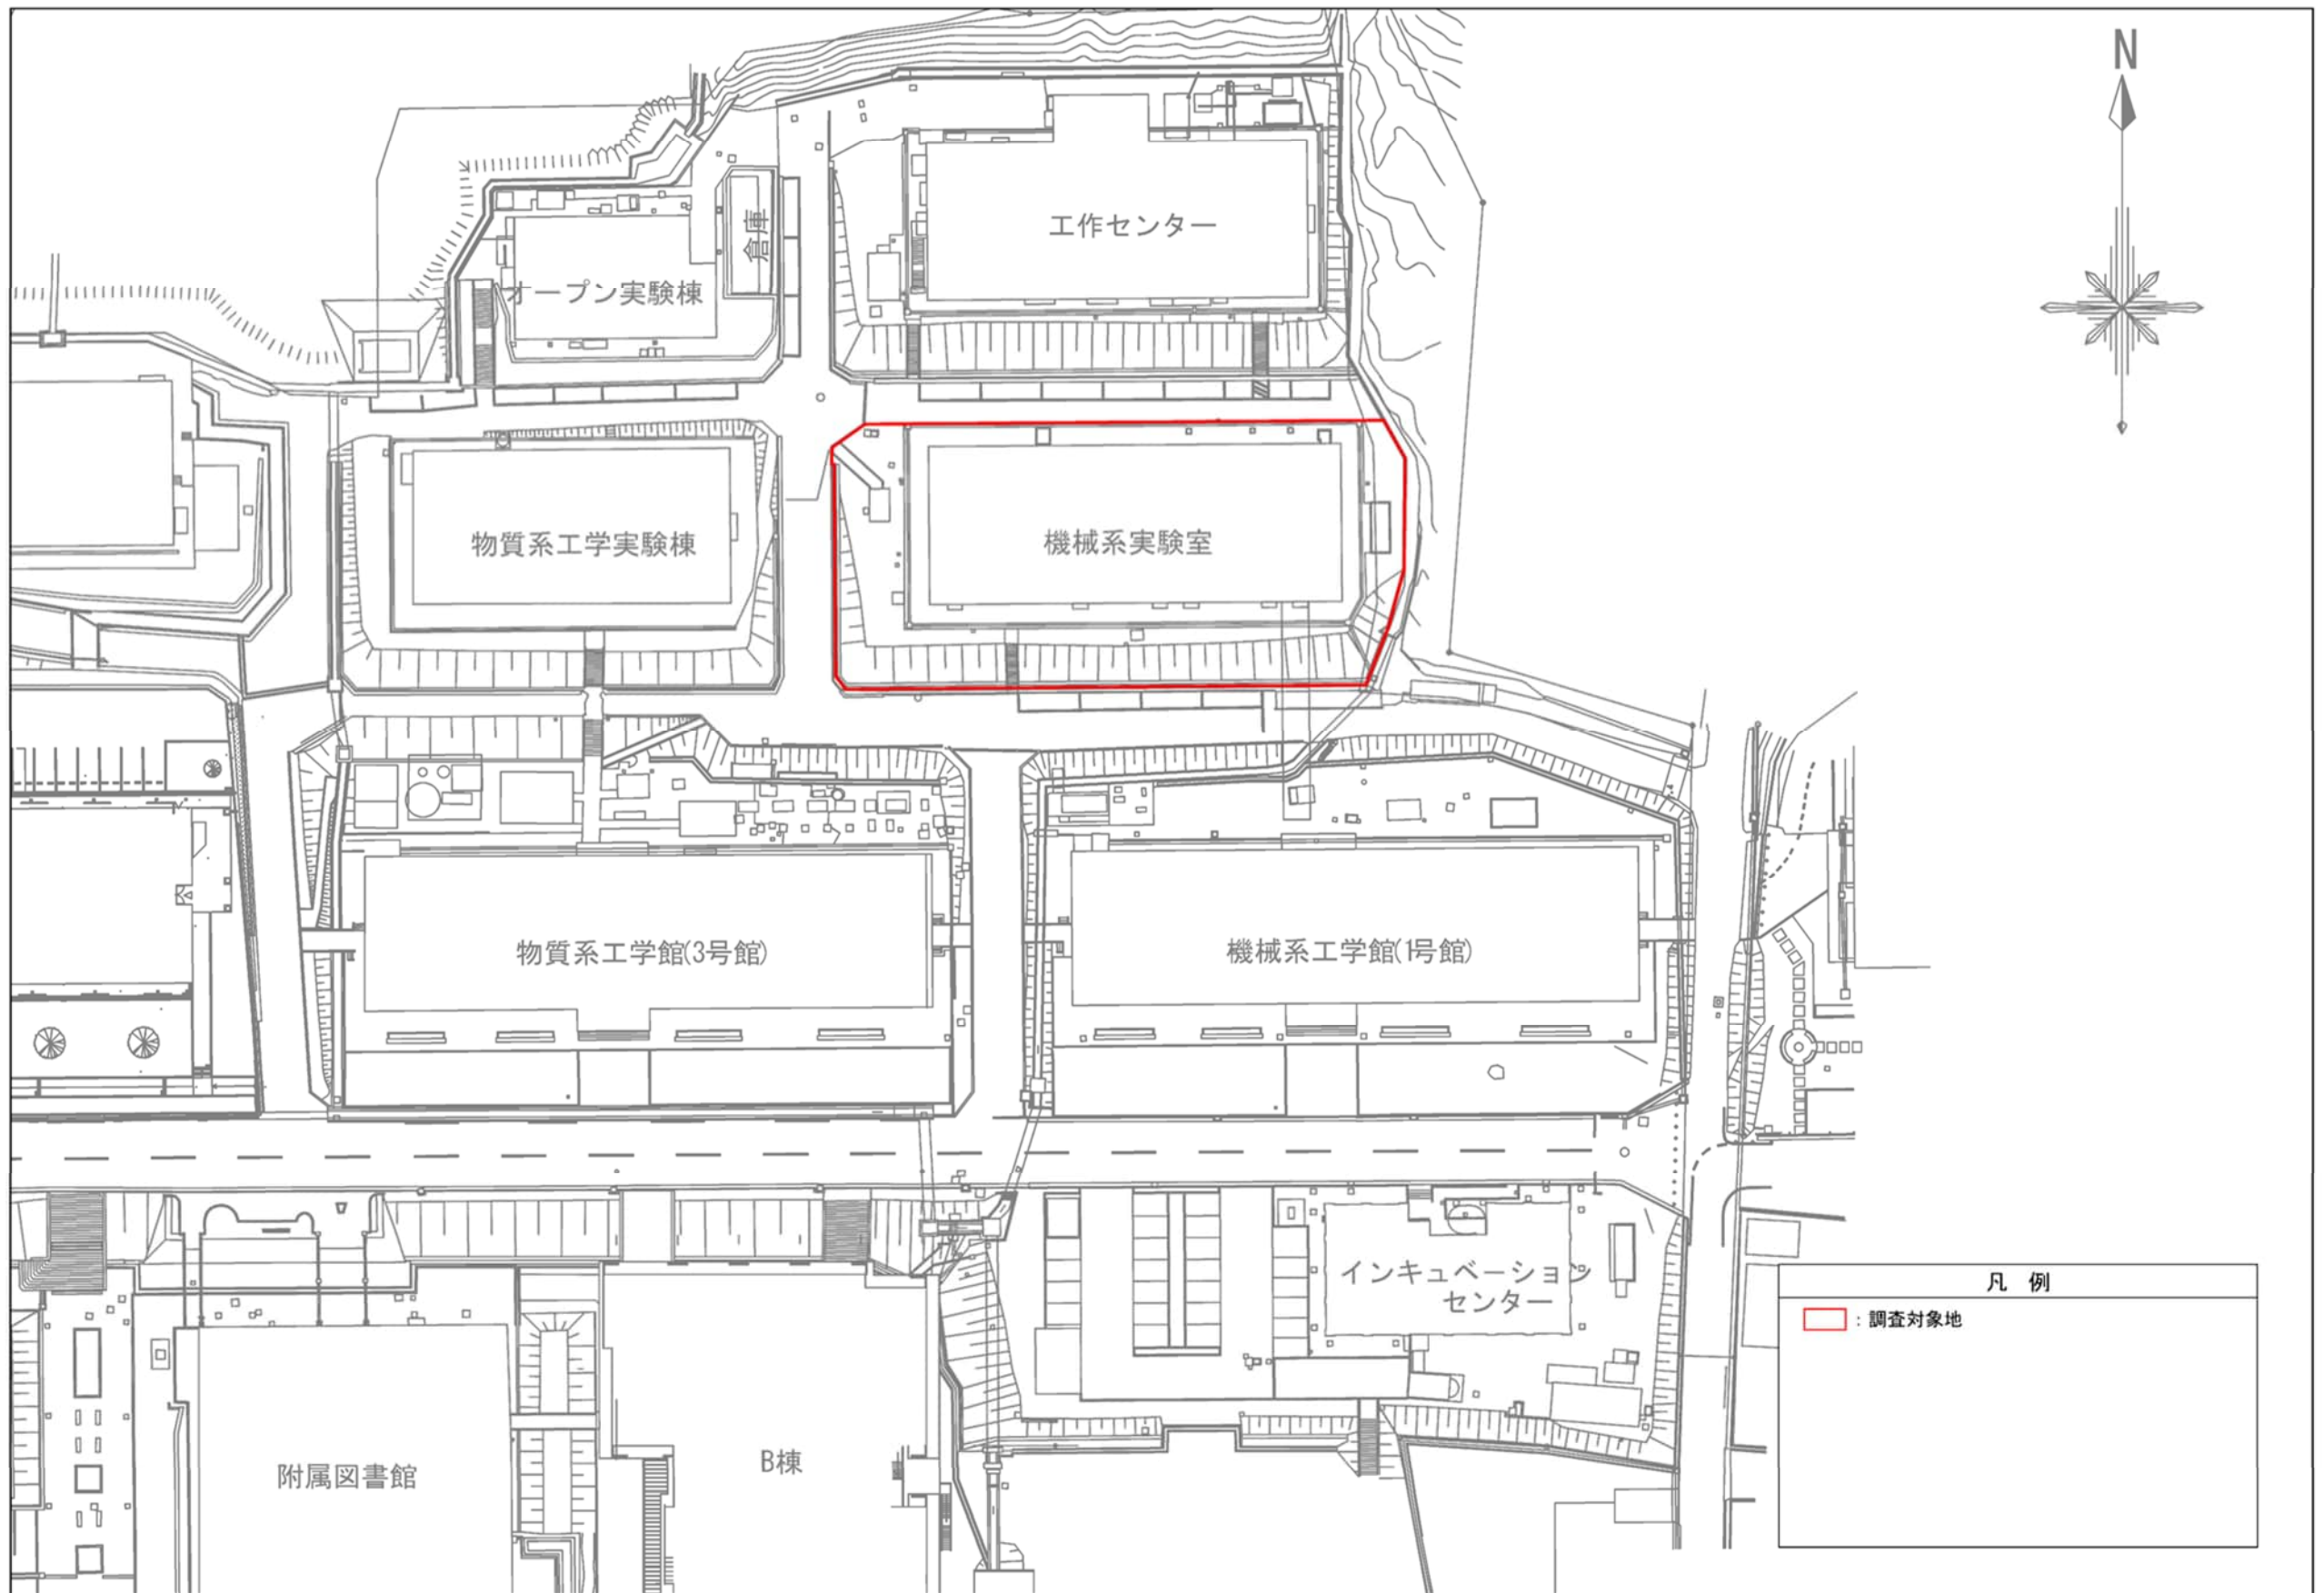 N
工作センター
倉庫
オープン実験棟
物質系工学実験棟
機械系実験室
物質系工学館(3号館)
機械系工学館(1号館)
インキュベーション
センター
凡 例
：調査対象地
附属図書館
B棟